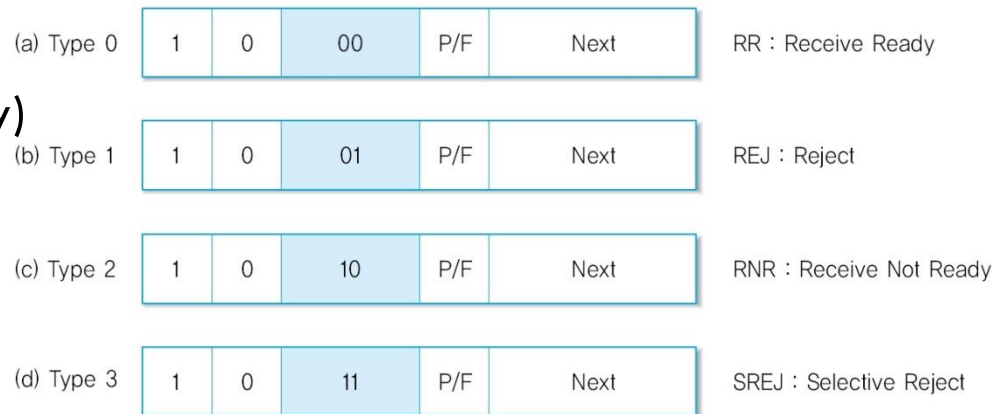 (a) Type 0 1 0 00 P/F Next RR : Receive Ready
y)
(b) Type 1 1 0 01 P/F Next REJ : Reject
(c) Type 2 1 0 10 P/F Next RNR : Receive Not Ready
(d) Type 3 1 0 11 P/F Next SREJ : Selective Reject